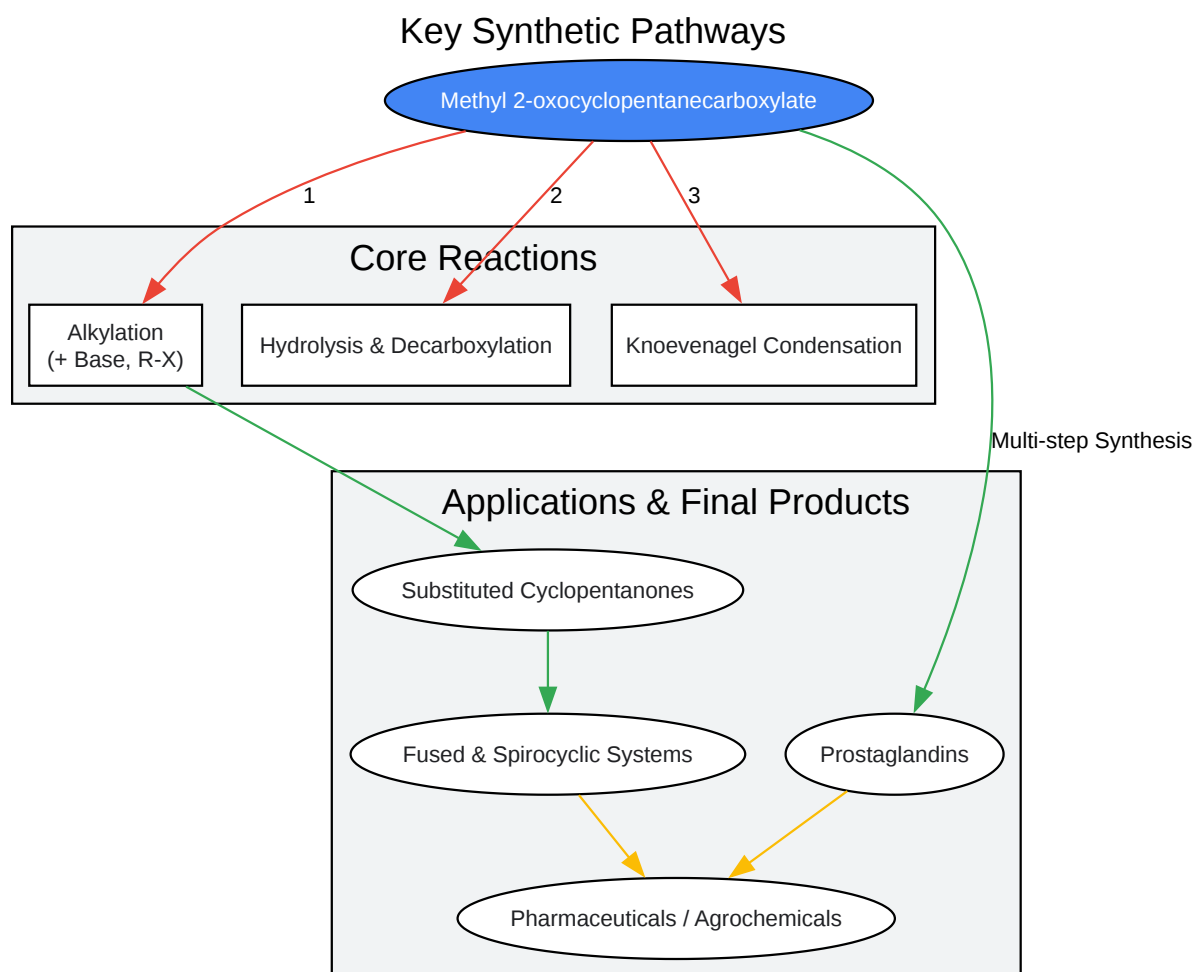 Key Synthetic Pathways
Methyl 2-oxocyclopentanecarboxylate
1
2
3
Core Reactions
Alkylation
(+ Base, R-X)
Hydrolysis & Decarboxylation
Knoevenagel Condensation
Multi-step Synthesis
Applications & Final Products
Substituted Cyclopentanones
Fused & Spirocyclic Systems
Prostaglandins
Pharmaceuticals / Agrochemicals